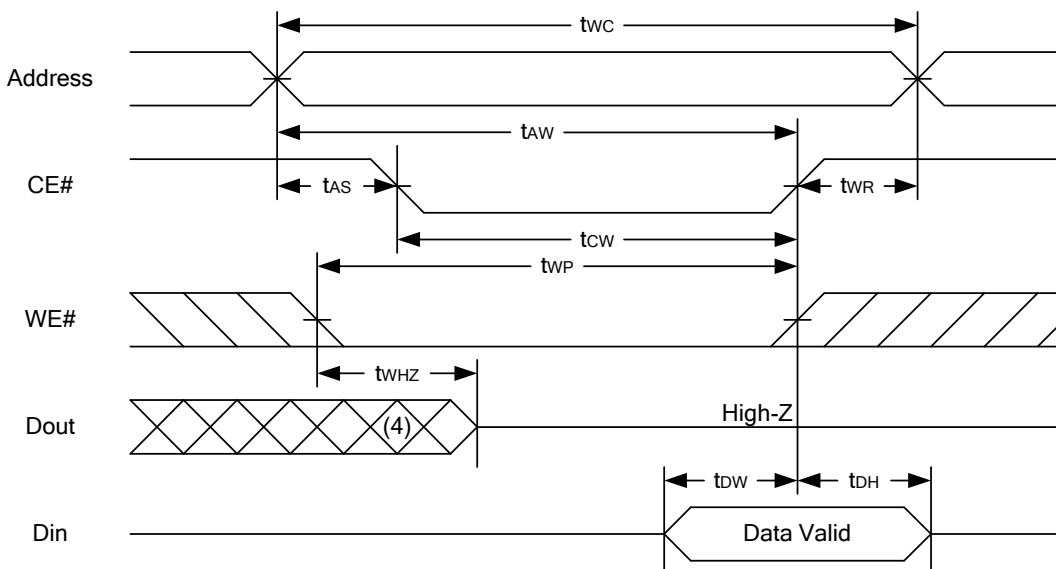 tWC
Address
tAW
CE#
tAS
tWR
tCW
tWP
WE#
tWHZ
Dout
(4)
High-Z
tDW
tDH
Din
Data Valid